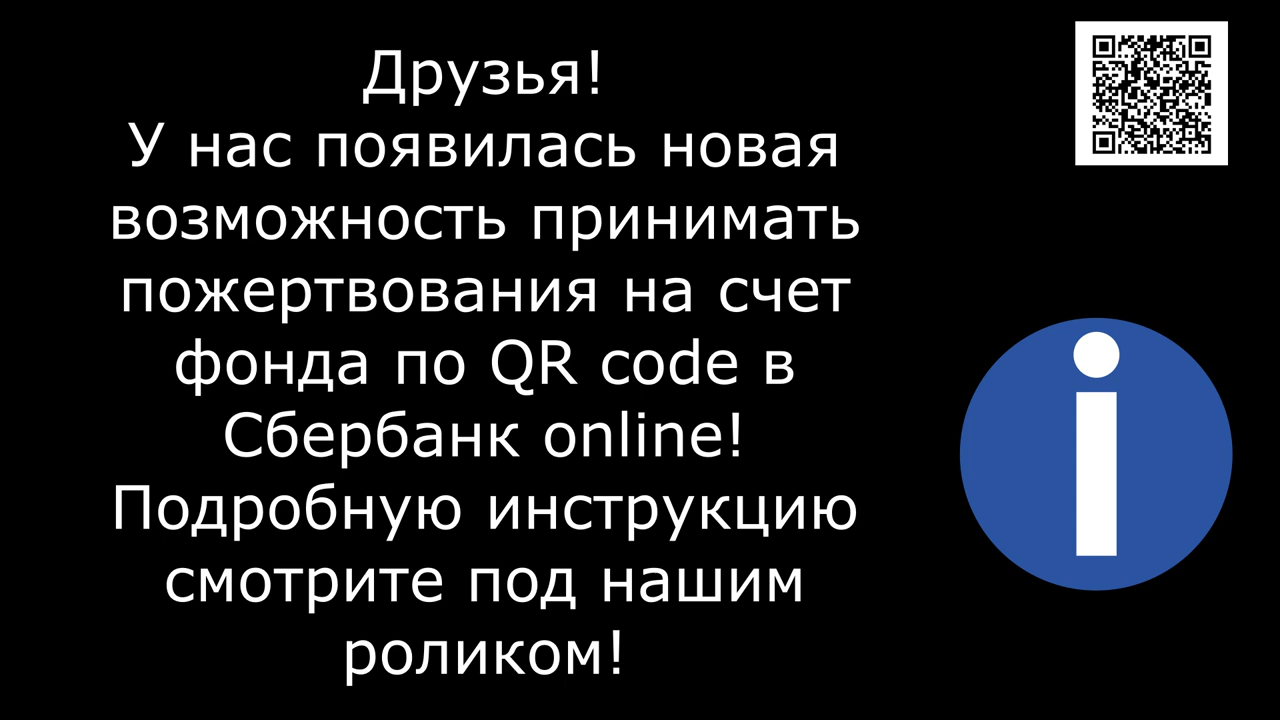 Друзья!
У нас появилась новая
возможность принимать
пожертвования на счет
фонда по QR code в
Сбербанк online!
Подробную инструкцию
смотрите под нашим
роликом!